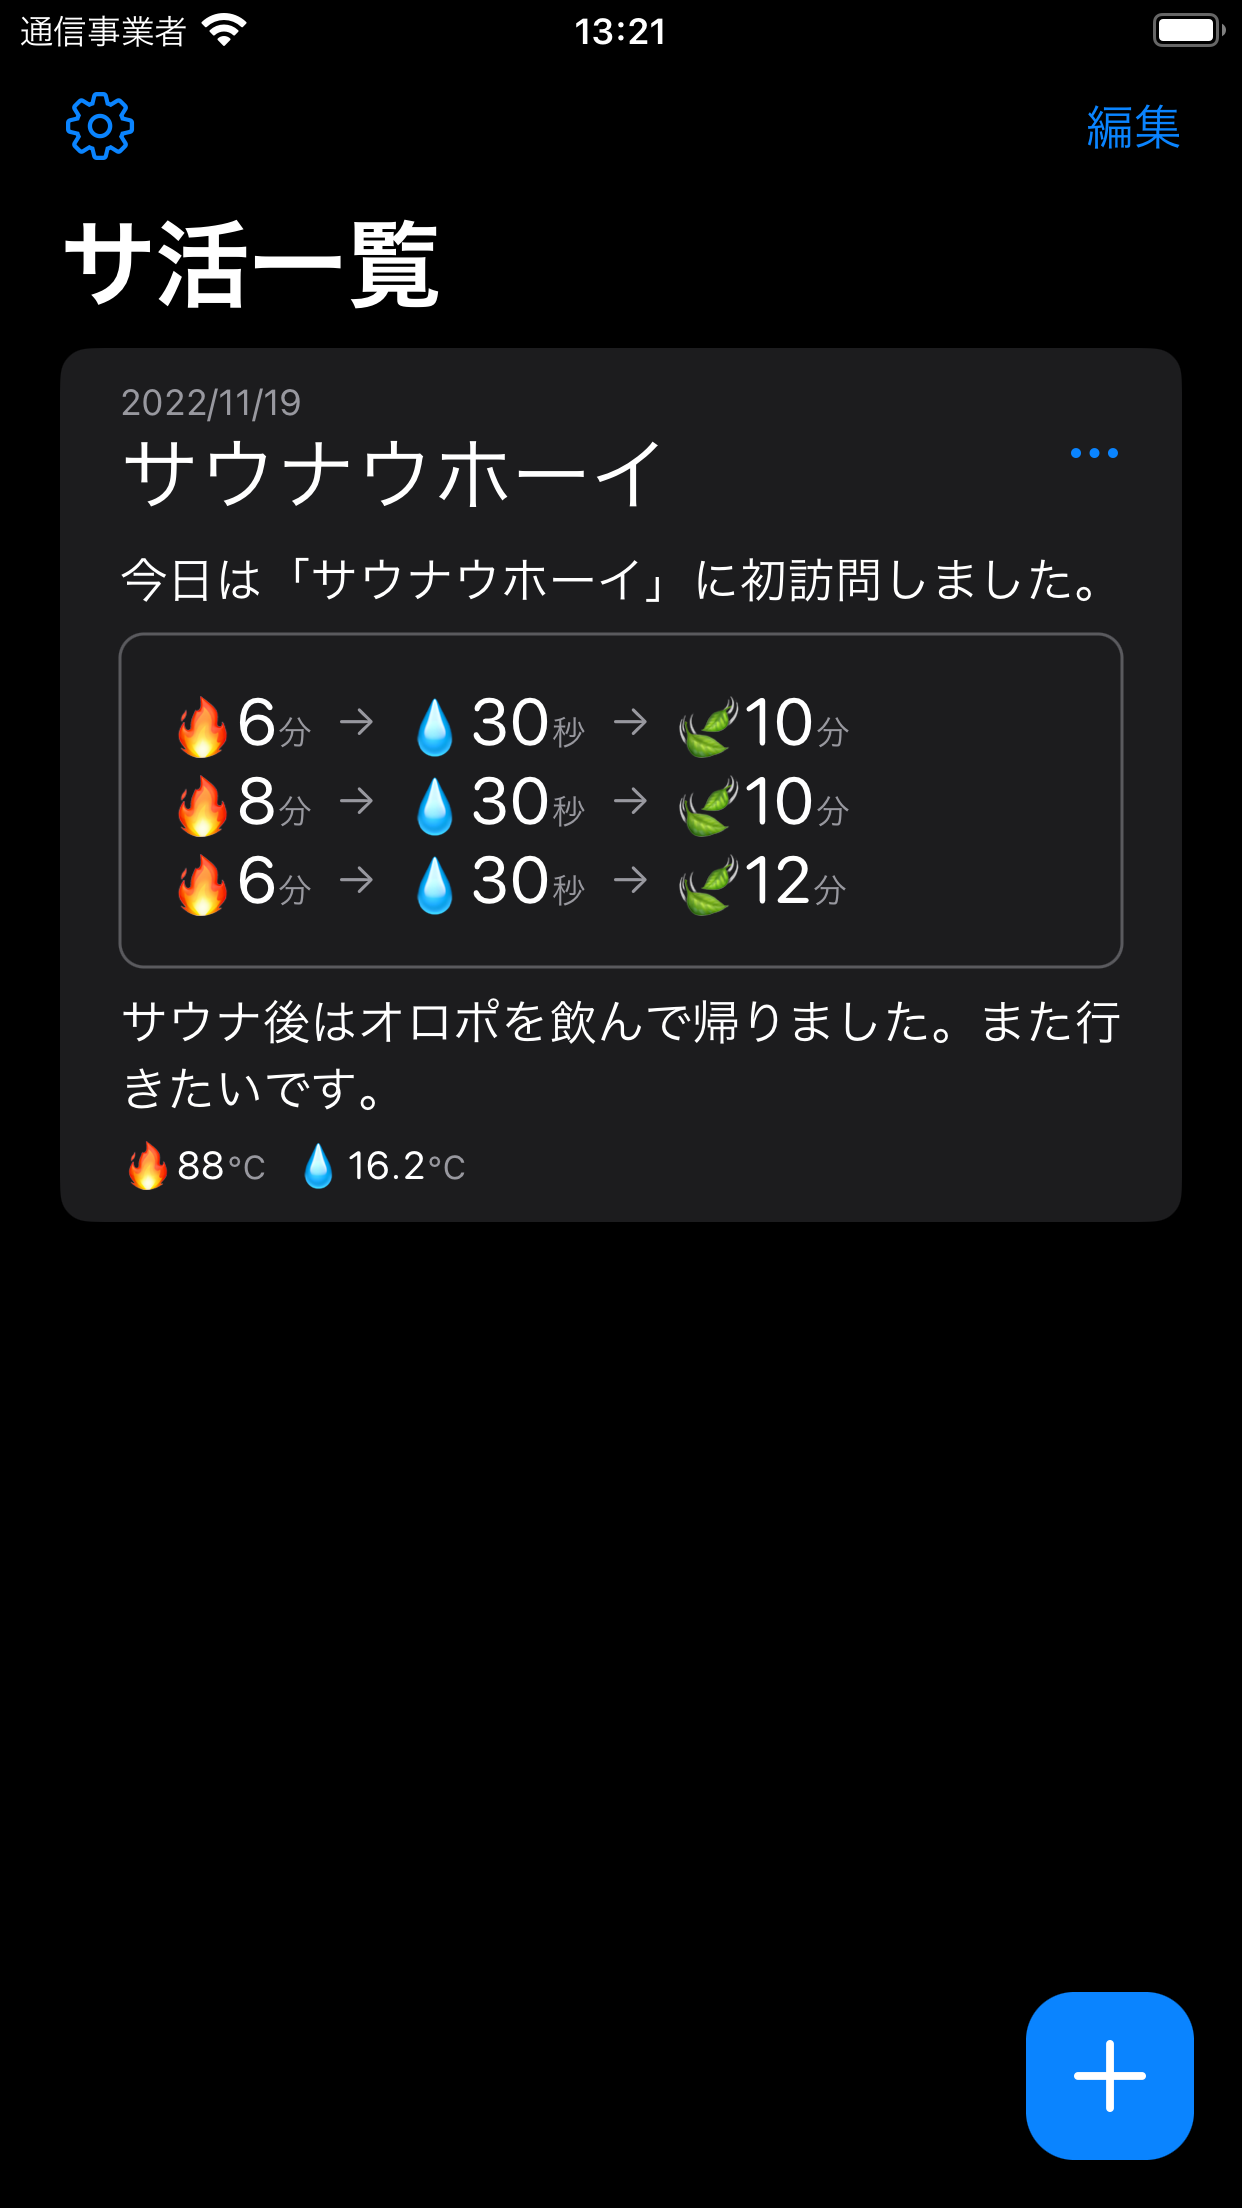 通信事業者 13:21
編集
サ活一覧
2022/11/19
サウナウホーイ
今日は「サウナウホーイ」に初訪問しました。
🔥6分 → 💧30秒 → 🍃10分
🔥8分 → 💧30秒 → 🍃10分
🔥6分 → 💧30秒 → 🍃12分
サウナ後はオロポを飲んで帰りました。また行
きたいです。
🔥88℃ 💧16.2℃